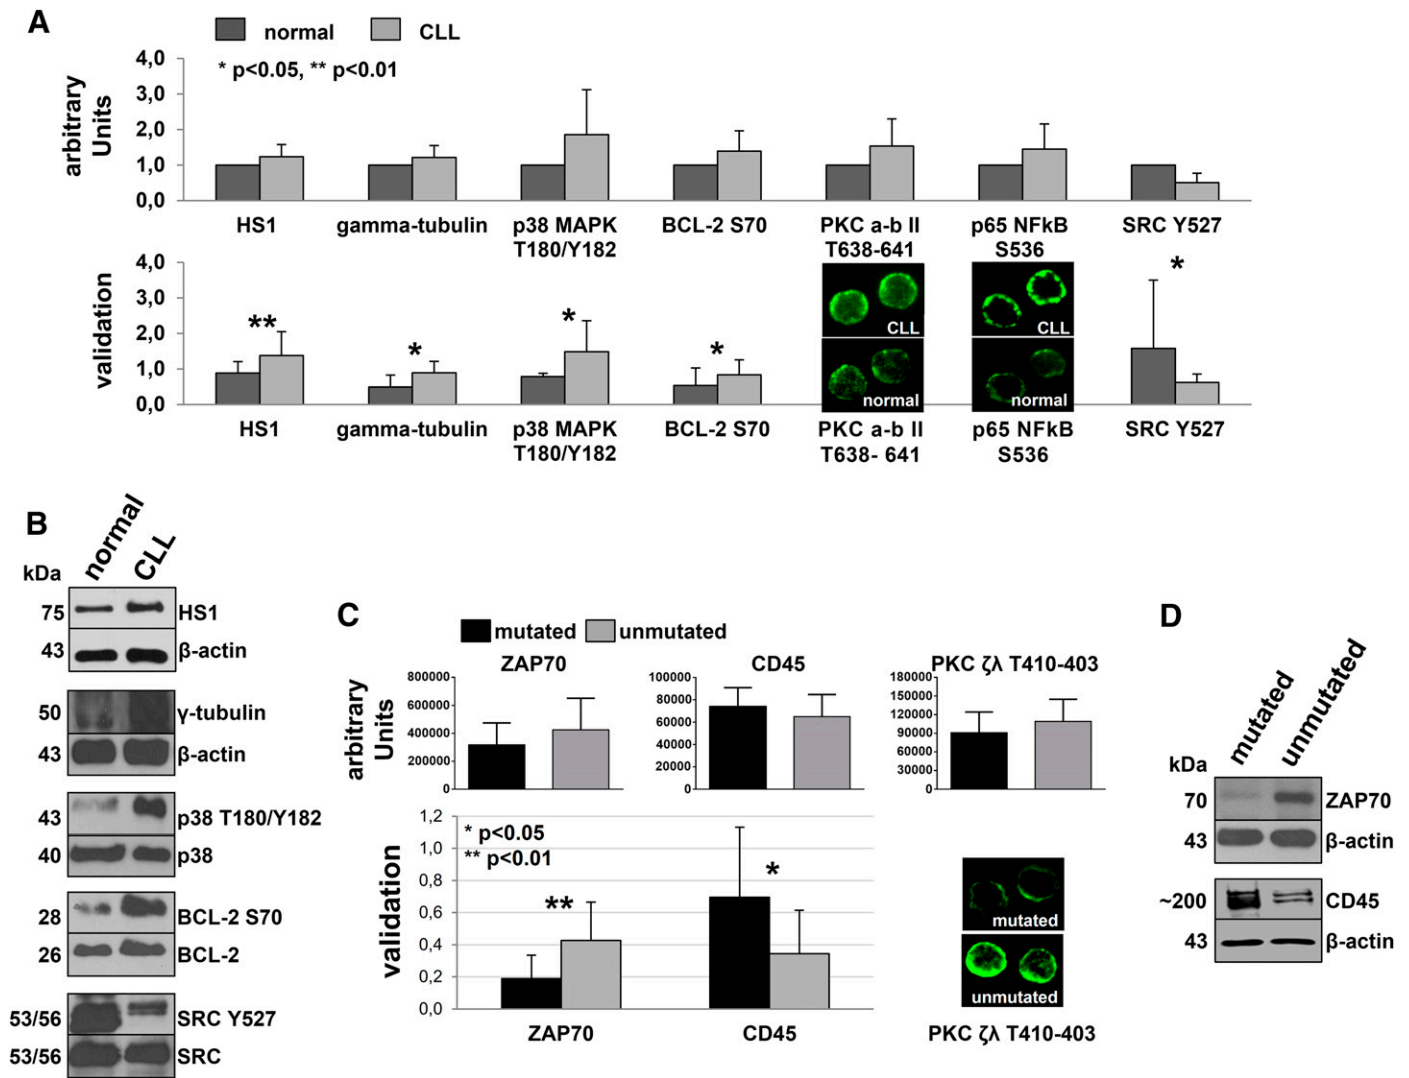 A
normal CLL
* p<0.05, ** p<0.01
arbitrary
Units
4,0
3,0
2,0
1,0
0,0
HS1 gamma-tubulin p38 MAPK BCL-2 S70 PKC a-b II p65 NFkB SRC Y527
T180/Y182 T638-641 S536
validation
4,0
3,0
2,0
1,0
0,0
** * * * *
CLL CLL
normal normal
HS1 gamma-tubulin p38 MAPK BCL-2 S70 PKC a-b II p65 NFkB SRC Y527
T180/Y182 T638- 641 S536
B
normal CLL
kDa
75 HS1
43 β-actin
50 γ-tubulin
43 β-actin
43 p38 T180/Y182
40 p38
28 BCL-2 S70
26 BCL-2
53/56 SRC Y527
53/56 SRC
C
mutated unmutated
arbitrary
Units
ZAP70
800000
600000
400000
200000
0
CD45
100000
80000
60000
40000
20000
0
PKC ζλ T410-403
180000
150000
120000
90000
60000
30000
0
validation
1,2
1,0
0,8
0,6
0,4
0,2
0,0
* p<0.05
** p<0.01
** *
ZAP70 CD45
mutated
unmutated
PKC ζλ T410-403
D
mutated unmutated
kDa
70 ZAP70
43 β-actin
~200 CD45
43 β-actin